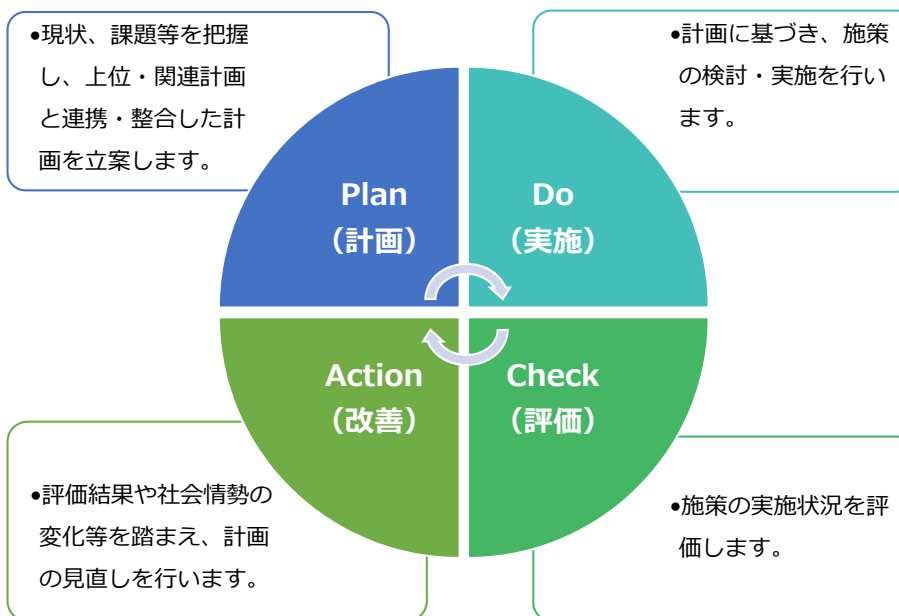 •現状、課題等を把握
し、上位・関連計画
と連携・整合した計
画を立案します。
•計画に基づき、施策
の検討・実施を行い
ます。
Plan
（計画）
Do
（実施）
Action
（改善）
Check
（評価）
•評価結果や社会情勢の
変化等を踏まえ、計画
の見直しを行います。
•施策の実施状況を評
価します。